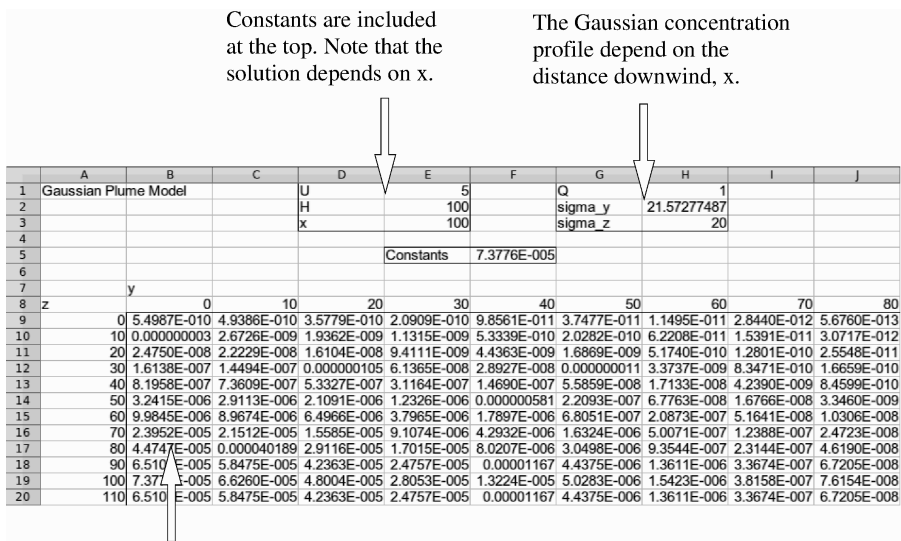 Constants are included
at the top. Note that the
solution depends on x.
The Gaussian concentration
profile depend on the
distance downwind, x.
A B C D E F G H I J
1 Gaussian Plume Model U 5 Q 1
2 H 100 sigma_y 21.57277487
3 x 100 sigma_z 20
4
5 Constants 7.3776E-005
6
7 y
8 z 0 10 20 30 40 50 60 70 80
9 0 5.4987E-010 4.9386E-010 3.5779E-010 2.0909E-010 9.8561E-011 3.7477E-011 1.1495E-011 2.8440E-012 5.6760E-013
10 10 0.000000003 2.6726E-009 1.9362E-009 1.1315E-009 5.3339E-010 2.0282E-010 6.2208E-011 1.5391E-011 3.0717E-012
11 20 2.4750E-008 2.2229E-008 1.6104E-008 9.4111E-009 4.4363E-009 1.6869E-009 5.1740E-010 1.2801E-010 2.5548E-011
12 30 1.6138E-007 1.4494E-007 0.000000105 6.1365E-008 2.8927E-008 0.000000011 3.3737E-009 8.3471E-010 1.6659E-010
13 40 8.1958E-007 7.3609E-007 5.3327E-007 3.1164E-007 1.4690E-007 5.5859E-008 1.7133E-008 4.2390E-009 8.4599E-010
14 50 3.2415E-006 2.9113E-006 2.1091E-006 1.2326E-006 0.000000581 2.2093E-007 6.7763E-008 1.6766E-008 3.3460E-009
15 60 9.9845E-006 8.9674E-006 6.4966E-006 3.7965E-006 1.7897E-006 6.8051E-007 2.0873E-007 5.1641E-008 1.0306E-008
16 70 2.3952E-005 2.1512E-005 1.5585E-005 9.1074E-006 4.2932E-006 1.6324E-006 5.0071E-007 1.2388E-007 2.4723E-008
17 80 4.4747E-005 0.000040189 2.9116E-005 1.7015E-005 8.0206E-006 3.0498E-006 9.3544E-007 2.3144E-007 4.6190E-008
18 90 5.8475E-005 4.2363E-005 2.4757E-005 0.00001167 4.4375E-006 1.3611E-006 3.3674E-007 6.7205E-008
19 100 6.6260E-005 4.8004E-005 2.8053E-005 1.3224E-005 5.0283E-006 1.5423E-006 3.8158E-007 7.6154E-008
20 110 5.8475E-005 4.2363E-005 2.4757E-005 0.00001167 4.4375E-006 1.3611E-006 3.3674E-007 6.7205E-008